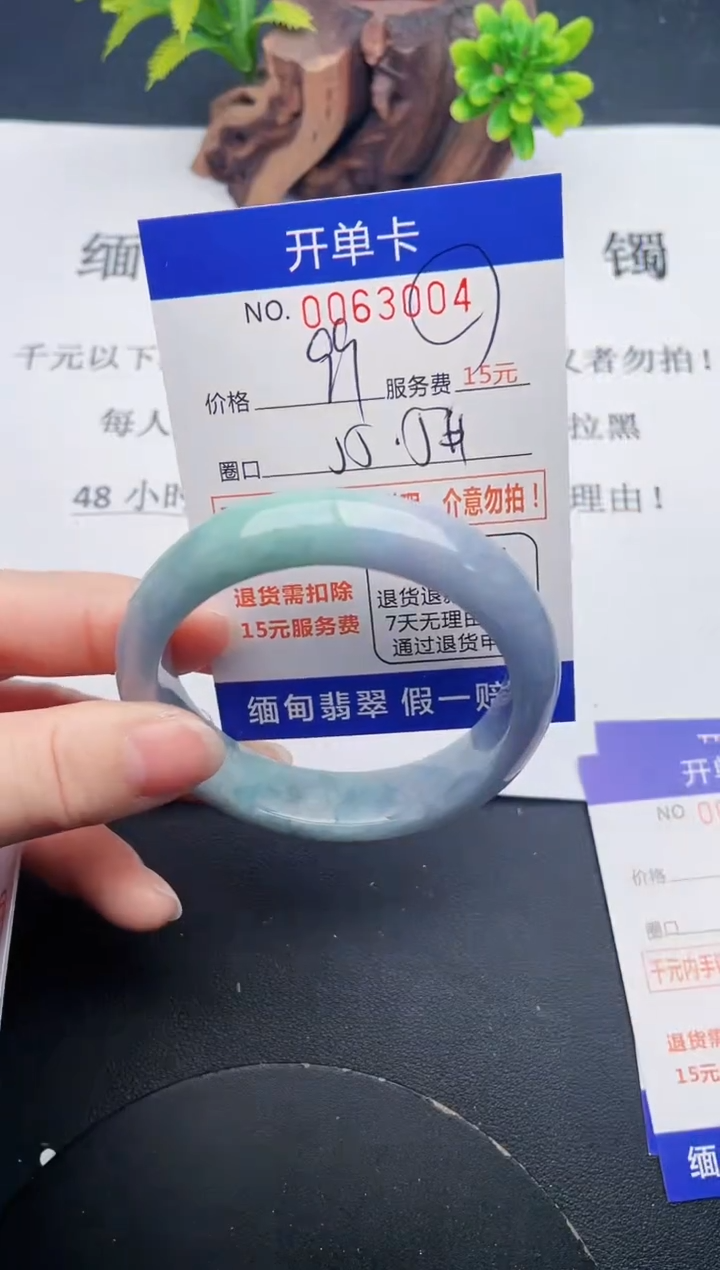 缅
镯
开单卡
NO. 0063004
千元以下
者勿拍！
价格 99 服务费 15元
每人
拉黑
圈口
48 小时
理由！
介意勿拍！
退货需扣除
15元服务费
退货退
7天无理由
通过退货申
缅甸翡翠 假一赔
开单
NO 0
价格
圈口
千元内手
退货需
15元
缅